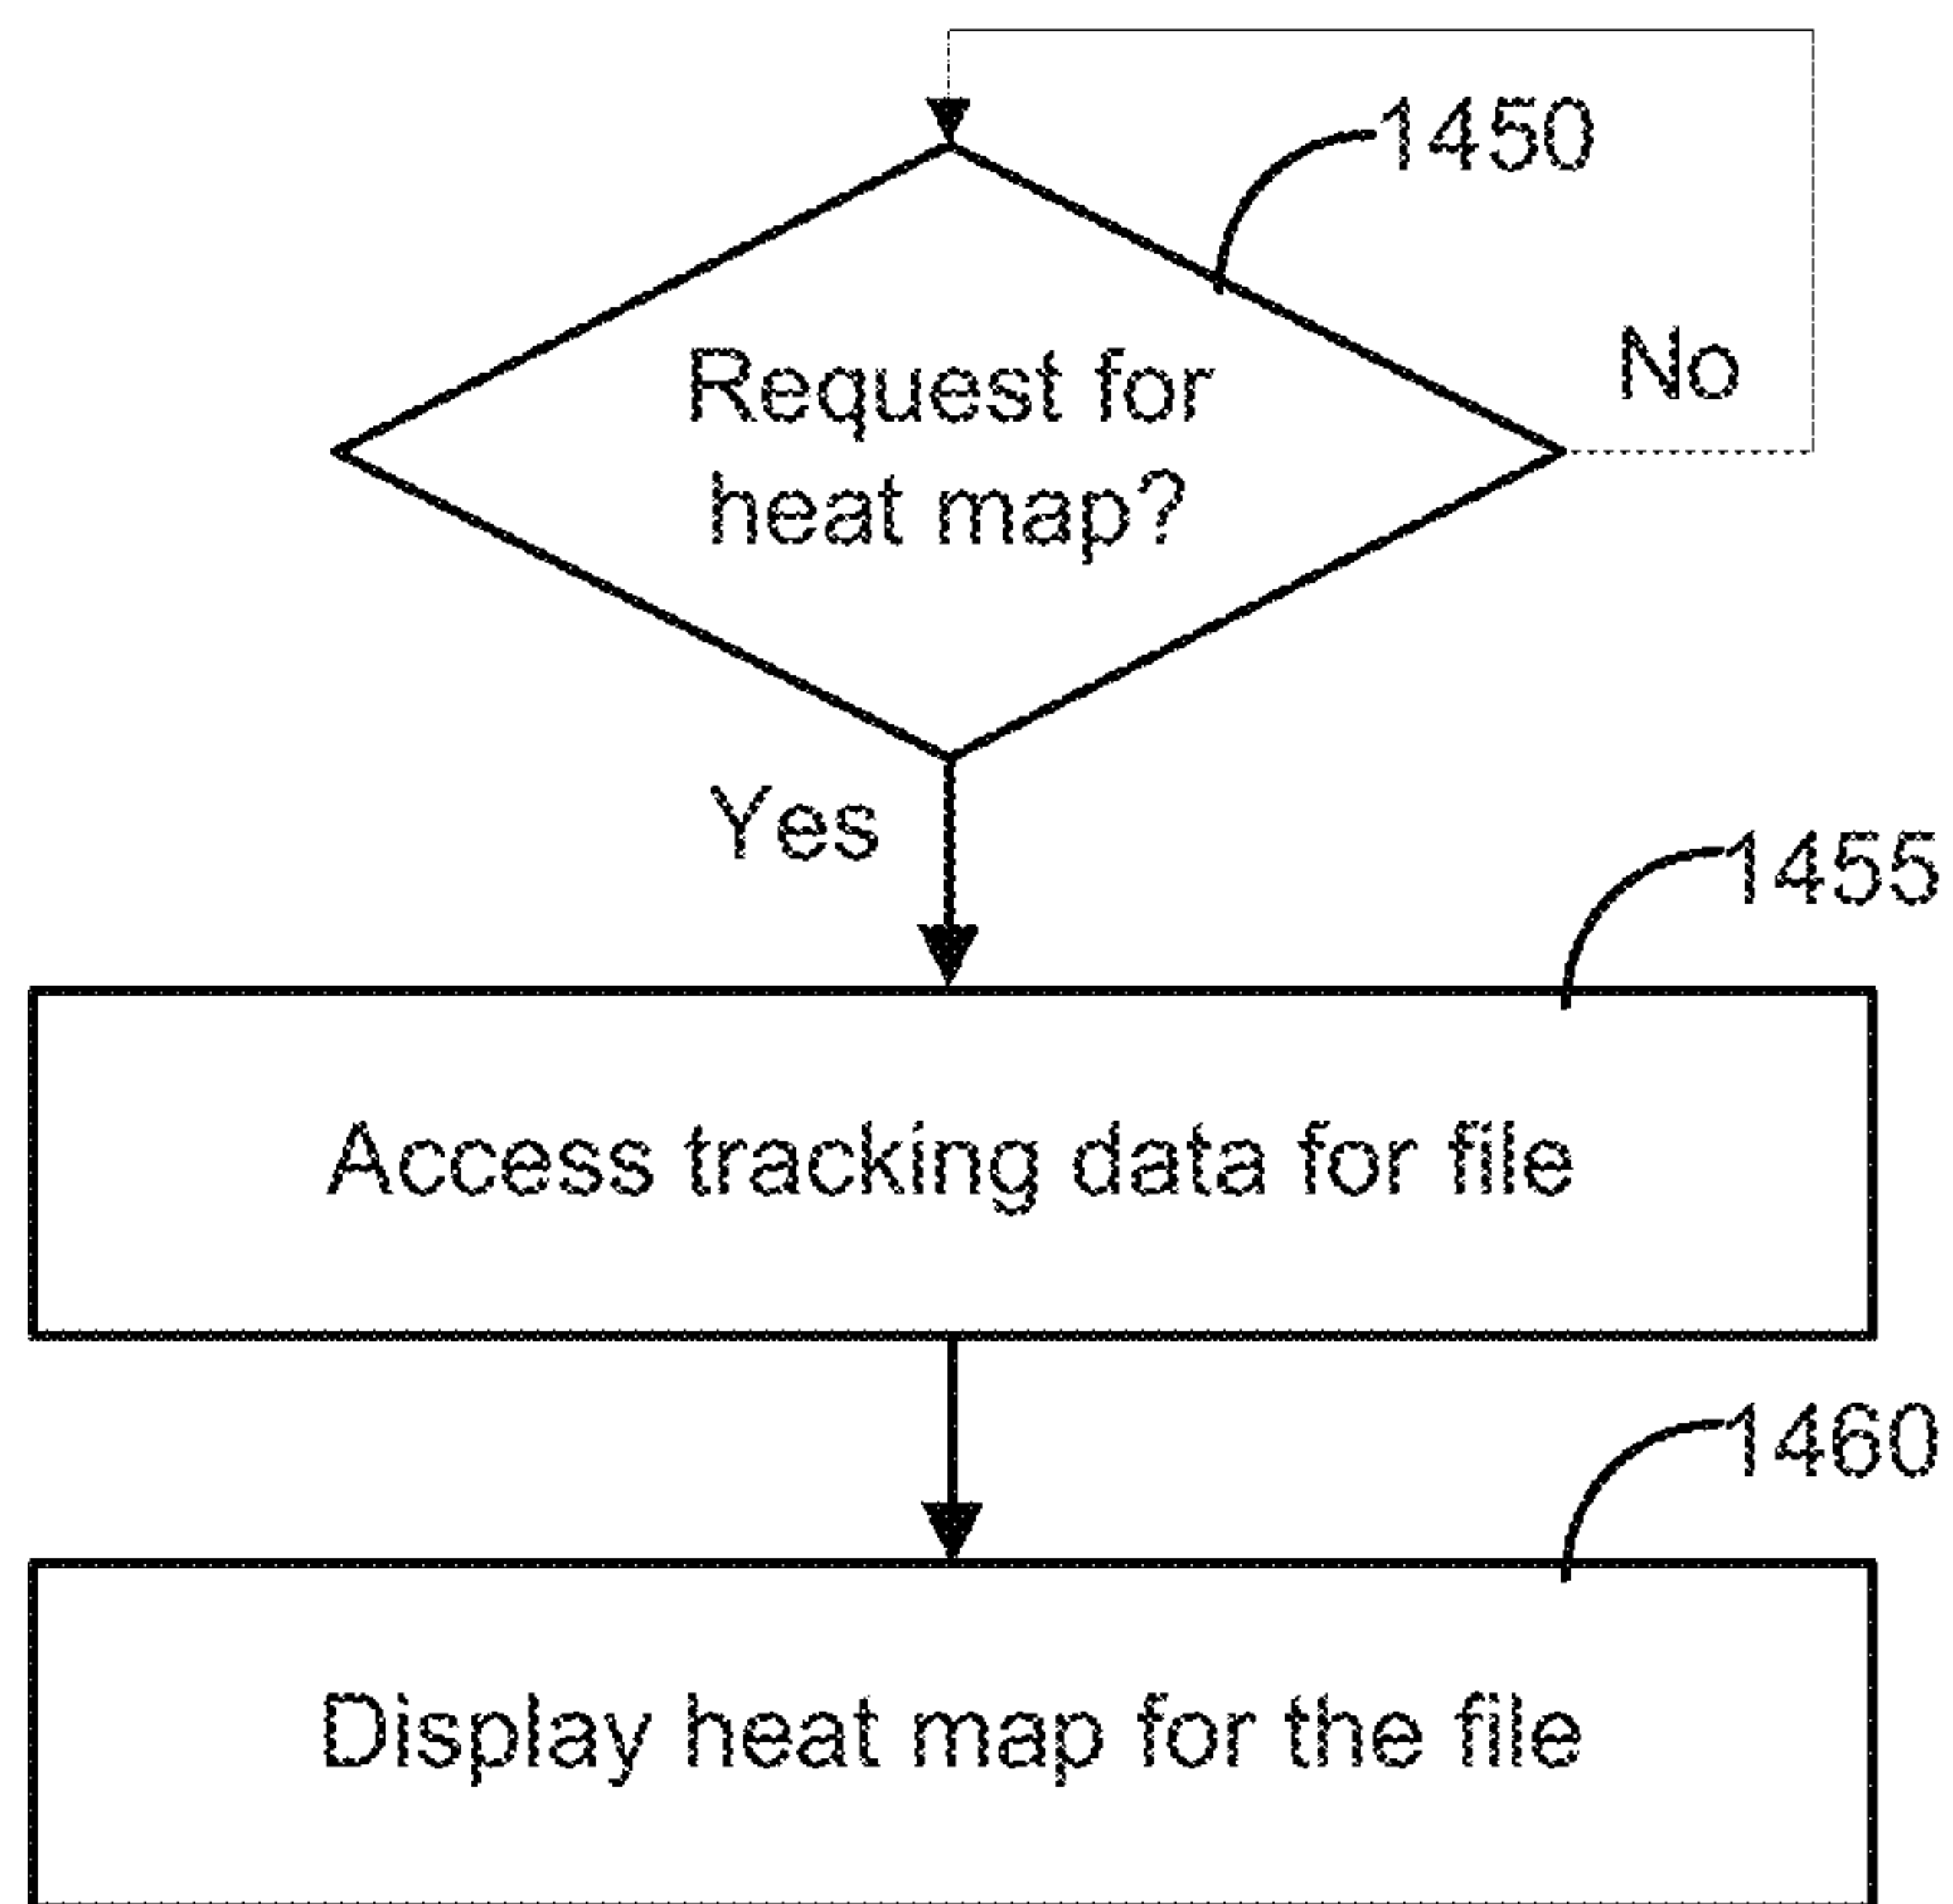 1450
Request for
heat map?
No
Yes
1455
Access tracking data for file
1460
Display heat map for the file